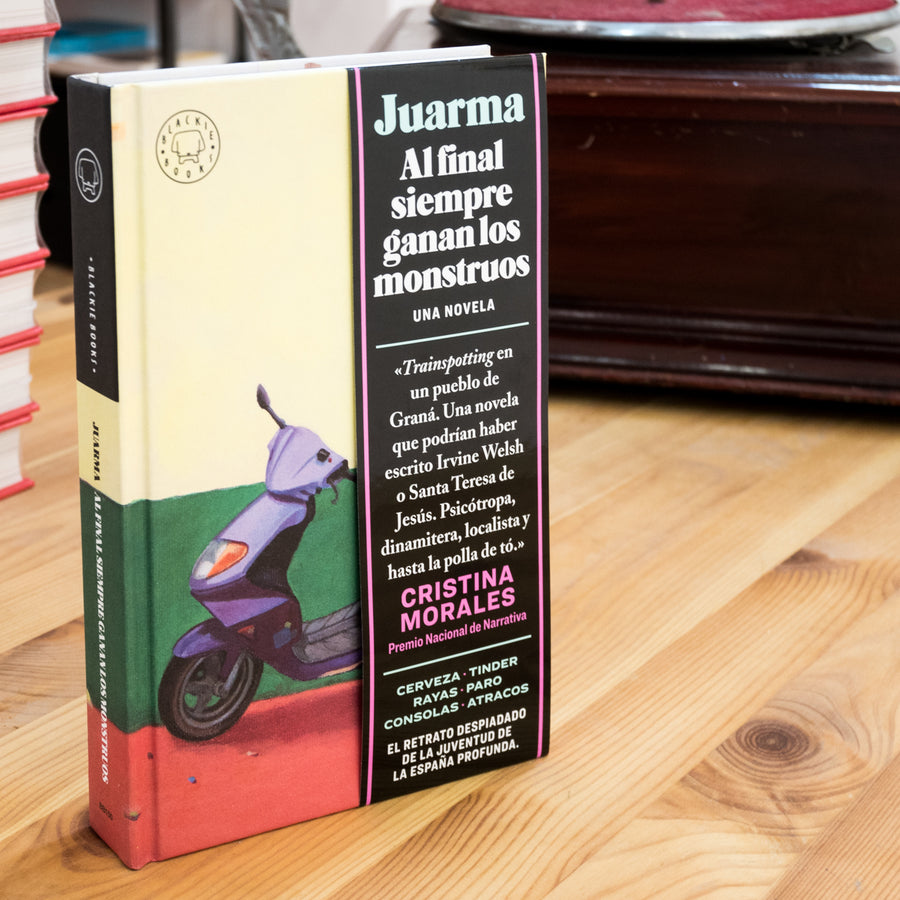 BLACKIE BOOKS
Juarma
Al final
siempre
ganan los
monstruos
UNA NOVELA
«Trainspotting en
un pueblo de
Graná. Una novela
que podrían haber
escrito Irvine Welsh
o Santa Teresa de
Jesús. Psicótropa,
dinamitera, localista y
hasta la polla de tó.»
CRISTINA
MORALES
Premio Nacional de Narrativa
CERVEZA · TINDER
RAYAS · PARO
CONSOLAS · ATRACOS
EL RETRATO DESPIADADO
DE LA JUVENTUD DE
LA ESPAÑA PROFUNDA.
BLACKIE BOOKS
JUARMA AL FINAL SIEMPRE GANAN LOS MONSTRUOS